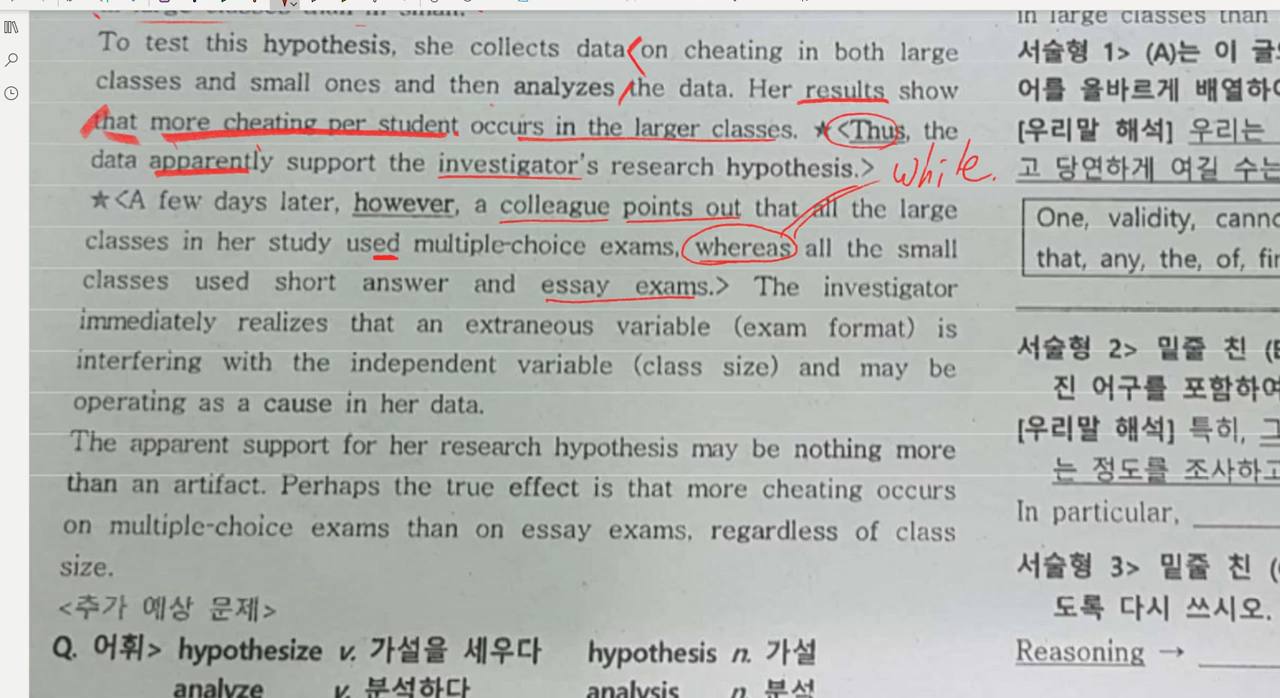 To test this hypothesis, she collects data on cheating in both large
classes and small ones and then analyzes the data. Her results show
that more cheating per student occurs in the larger classes. ★<Thus, the
data apparently support the investigator's research hypothesis.>
while.
★<A few days later, however, a colleague points out that all the large
classes in her study used multiple-choice exams, whereas all the small
classes used short answer and essay exams.> The investigator
immediately realizes that an extraneous variable (exam format) is
interfering with the independent variable (class size) and may be
operating as a cause in her data.
The apparent support for her research hypothesis may be nothing more
than an artifact. Perhaps the true effect is that more cheating occurs
on multiple-choice exams than on essay exams, regardless of class
size.
<추가 예상 문제>
Q. 어휘> hypothesize v. 가설을 세우다 hypothesis n. 가설
analyze v. 분석하다 analysis n. 분석
in large classes than
서술형 1> (A)는 이 글의
어를 올바르게 배열하여
[우리말 해석] 우리는
고 당연하게 여길 수는
One, validity,
that, any, the, of,
서술형 2> 밑줄 친
진 어구를 포함하여
[우리말 해석] 특히, 그
는 정도를 조사하고
In particular,
서술형 3> 밑줄 친
도록 다시 쓰시오.
Reasoning →